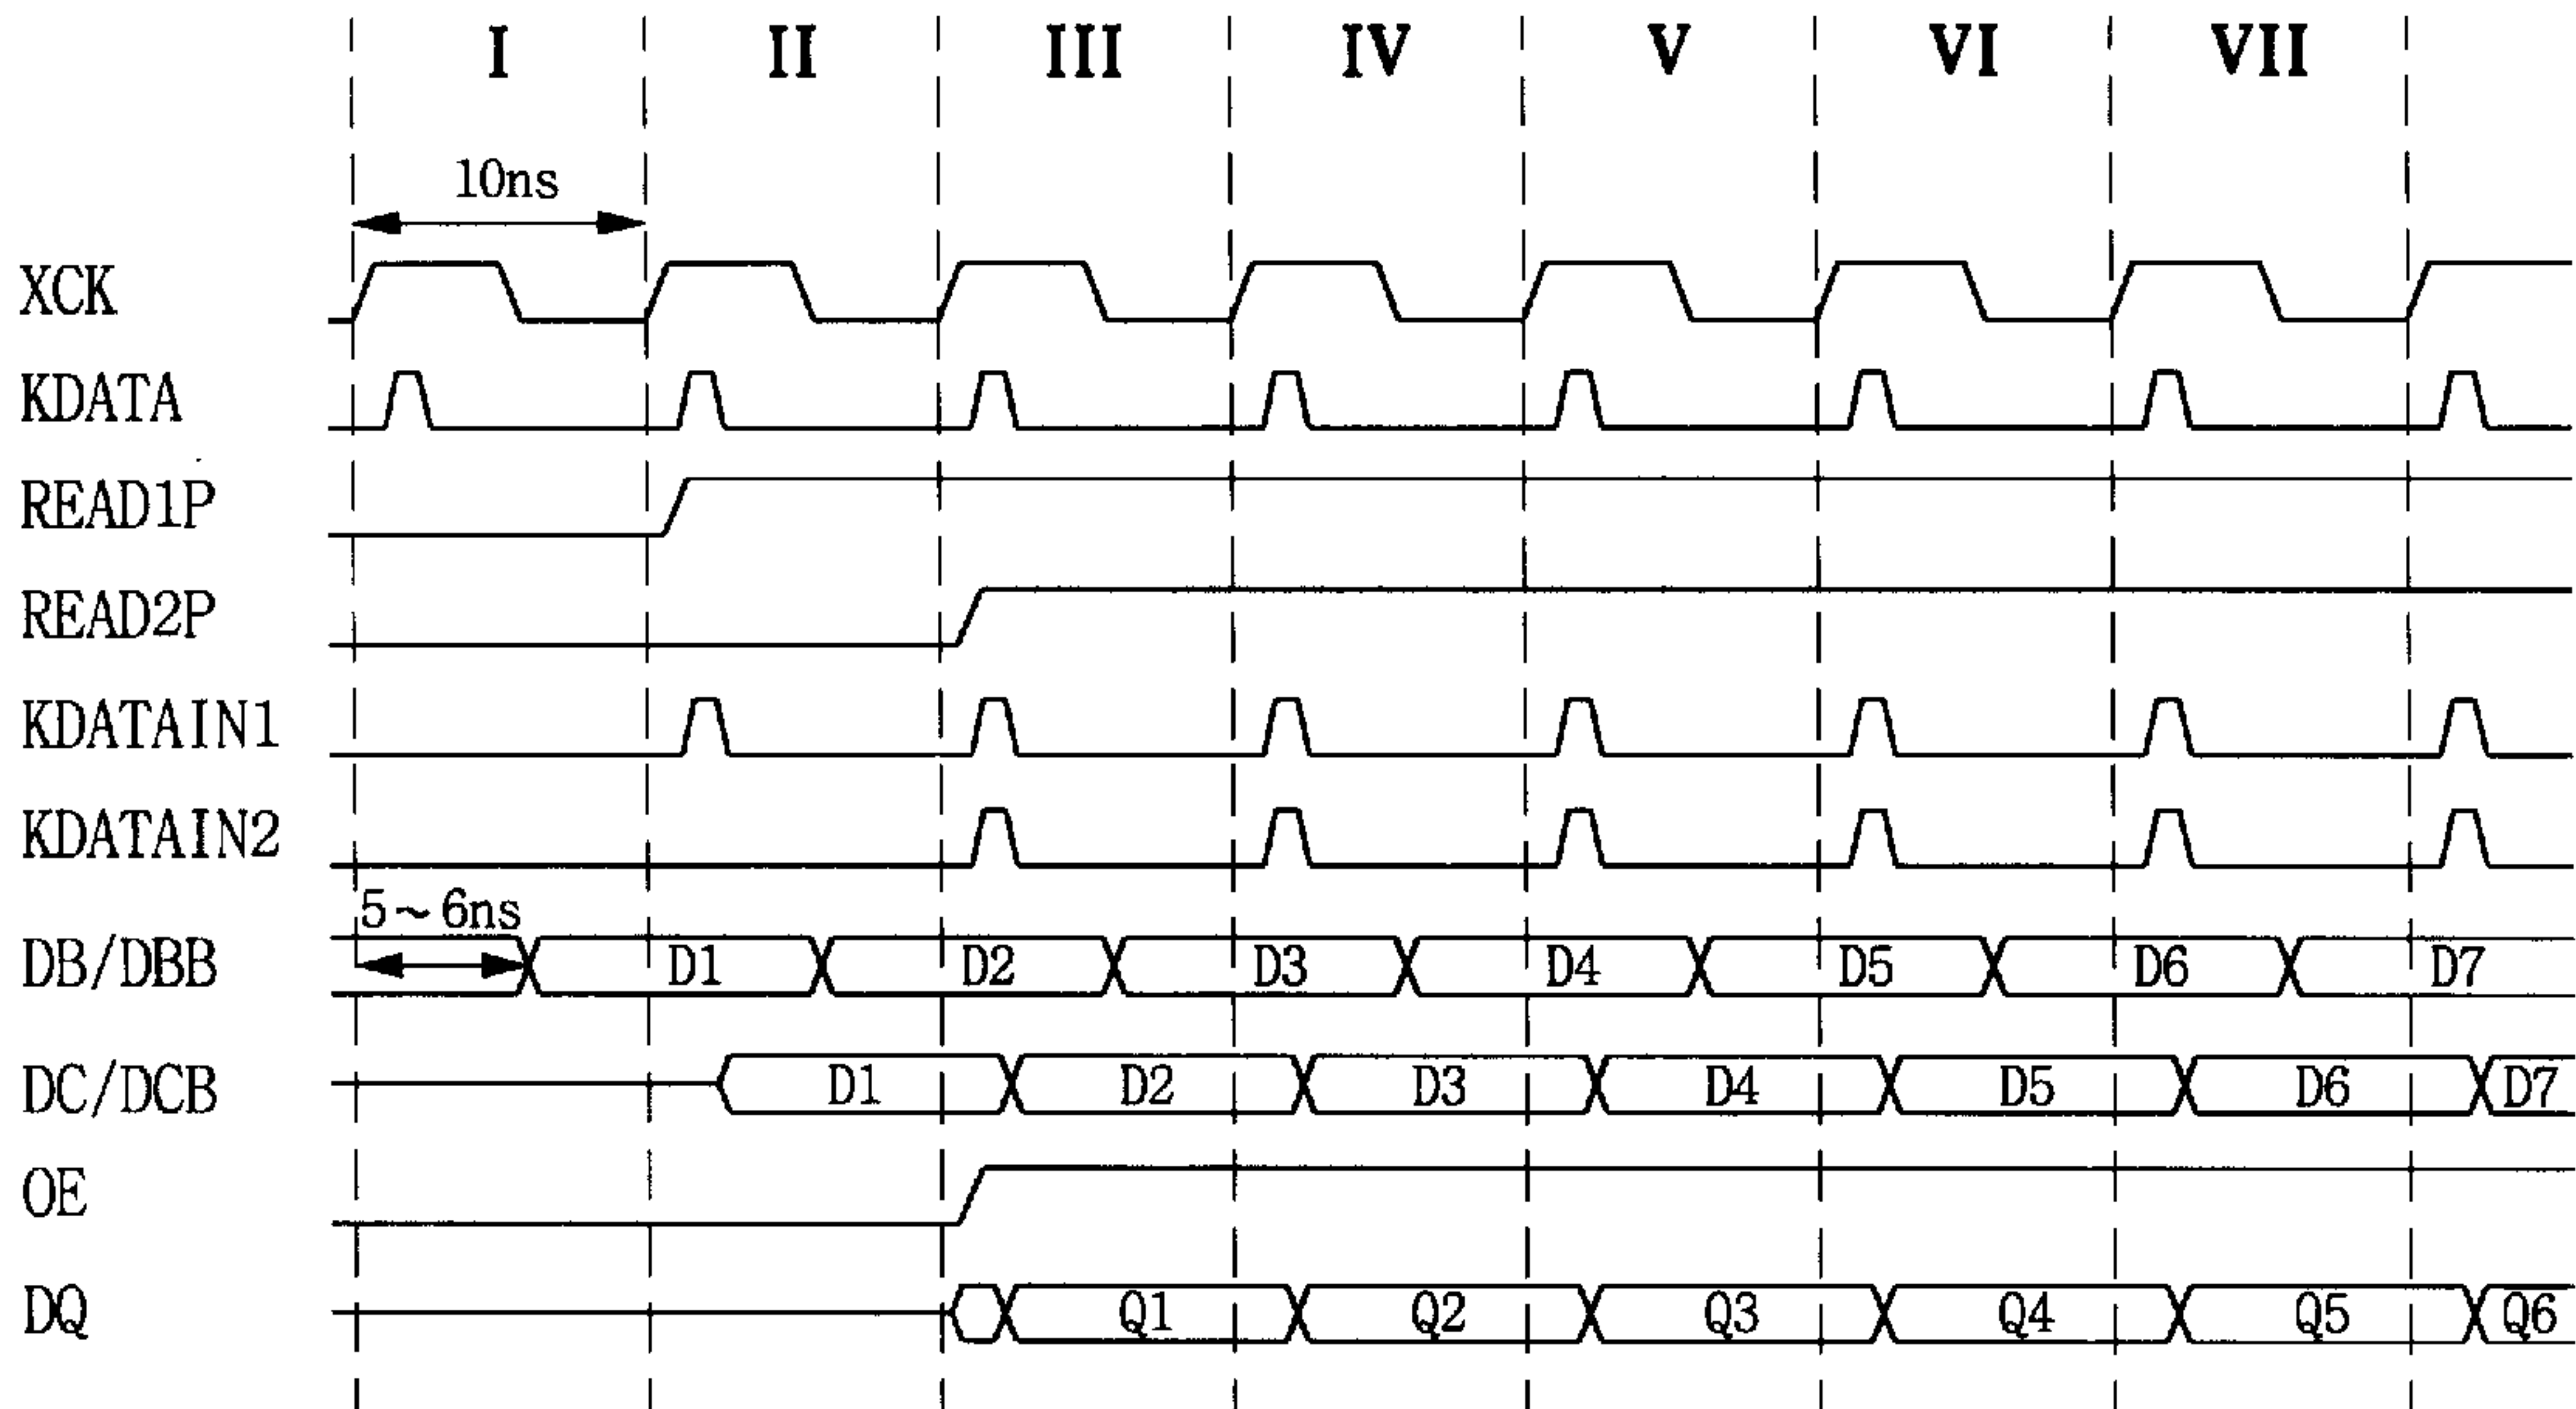 I II III IV V VI VII
10ns
XCK
KDATA
READ1P
READ2P
KDATAIN1
KDATAIN2
5~6ns
DB/DBB D1 D2 D3 D4 D5 D6 D7
DC/DCB D1 D2 D3 D4 D5 D6 D7
OE
DQ Q1 Q2 Q3 Q4 Q5 Q6